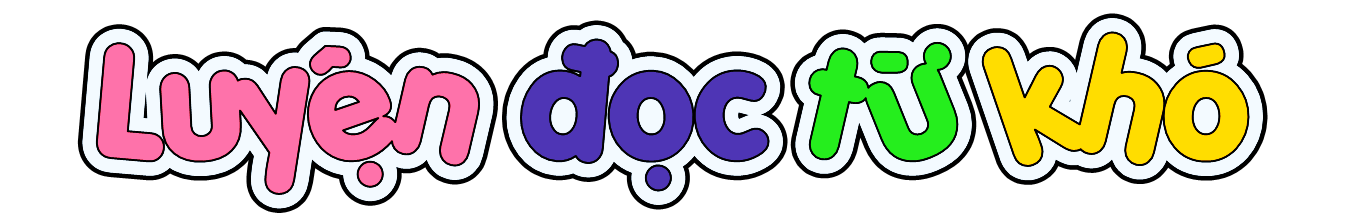 Luyện đọc từ khó